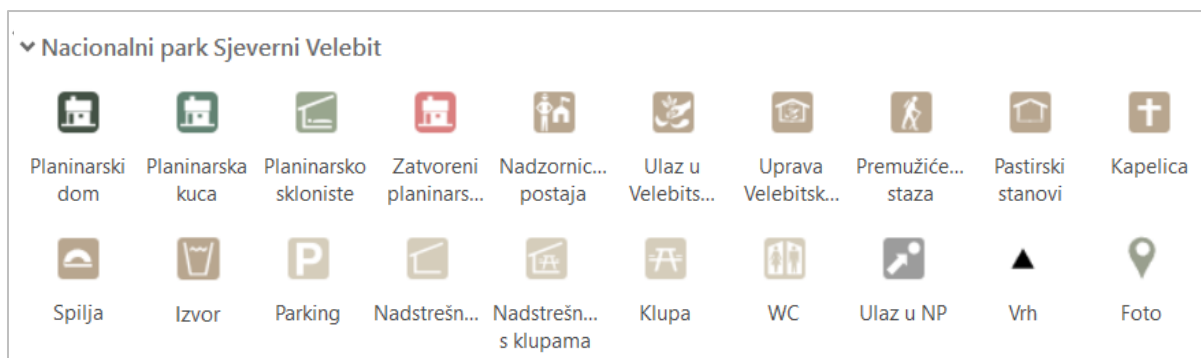 Nacionalni park Sjeverni Velebit
Planinarski dom
Planinarska kuca
Planinarsko skloniste
Zatvoreni planinars...
Nadzornic... postaja
Ulaz u Velebits...
Uprava Velebitsk...
Premužiće... staza
Pastirski stanovi
Kapelica
P
Spilja
Izvor
Parking
Nadstrešn...
Nadstrešn... s klupama
Klupa
WC
Ulaz u NP
Vrh
Foto